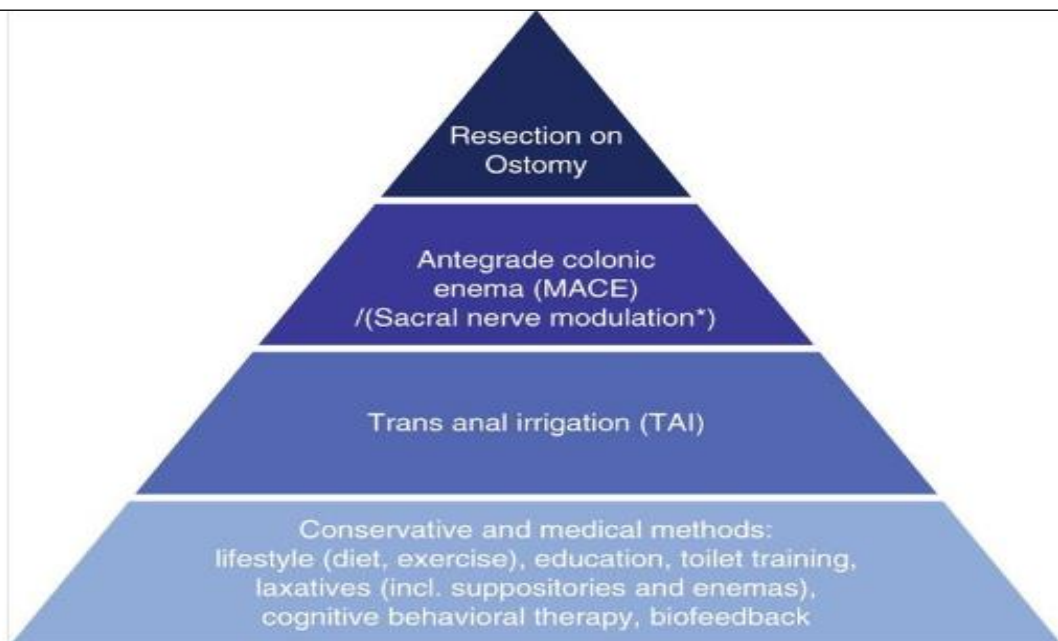 Resection on
Ostomy
Antegrade colonic
enema (MACE)
/(Sacral nerve modulation*)
Trans anal irrigation (TAI)
Conservative and medical methods:
lifestyle (diet, exercise), education, toilet training,
laxatives (incl. suppositories and enemas),
cognitive behavioral therapy, biofeedback